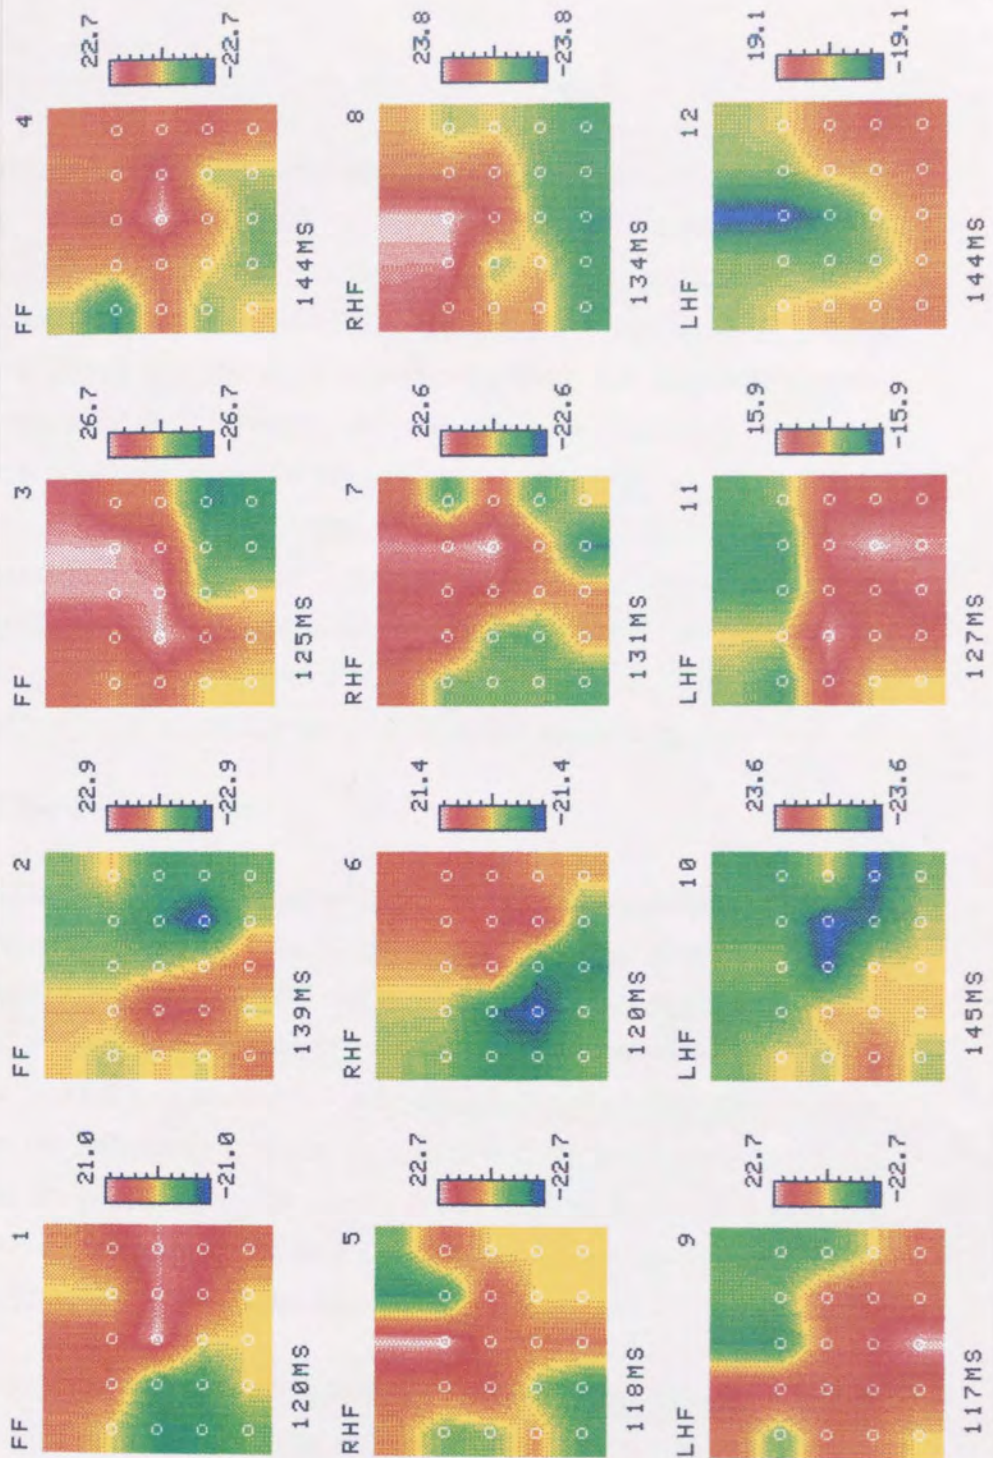 FF 1
21.0
-21.0
120MS
FF 2
22.9
-22.9
139MS
FF 3
26.7
-26.7
125MS
FF 4
22.7
-22.7
144MS
RHF 5
22.7
-22.7
118MS
RHF 6
21.4
-21.4
120MS
RHF 7
22.6
-22.6
131MS
RHF 8
23.8
-23.8
134MS
LHF 9
22.7
-22.7
117MS
LHF 10
23.6
-23.6
145MS
LHF 11
15.9
-15.9
127MS
LHF 12
19.1
-19.1
144MS